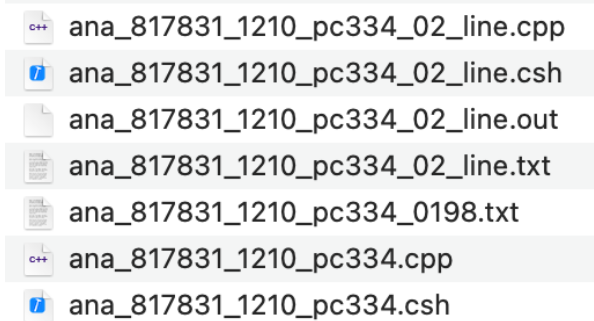 C++ ana_817831_1210_pc334_02_line.cpp
ana_817831_1210_pc334_02_line.csh
ana_817831_1210_pc334_02_line.out
ana_817831_1210_pc334_02_line.txt
ana_817831_1210_pc334_0198.txt
C++ ana_817831_1210_pc334.cpp
ana_817831_1210_pc334.csh